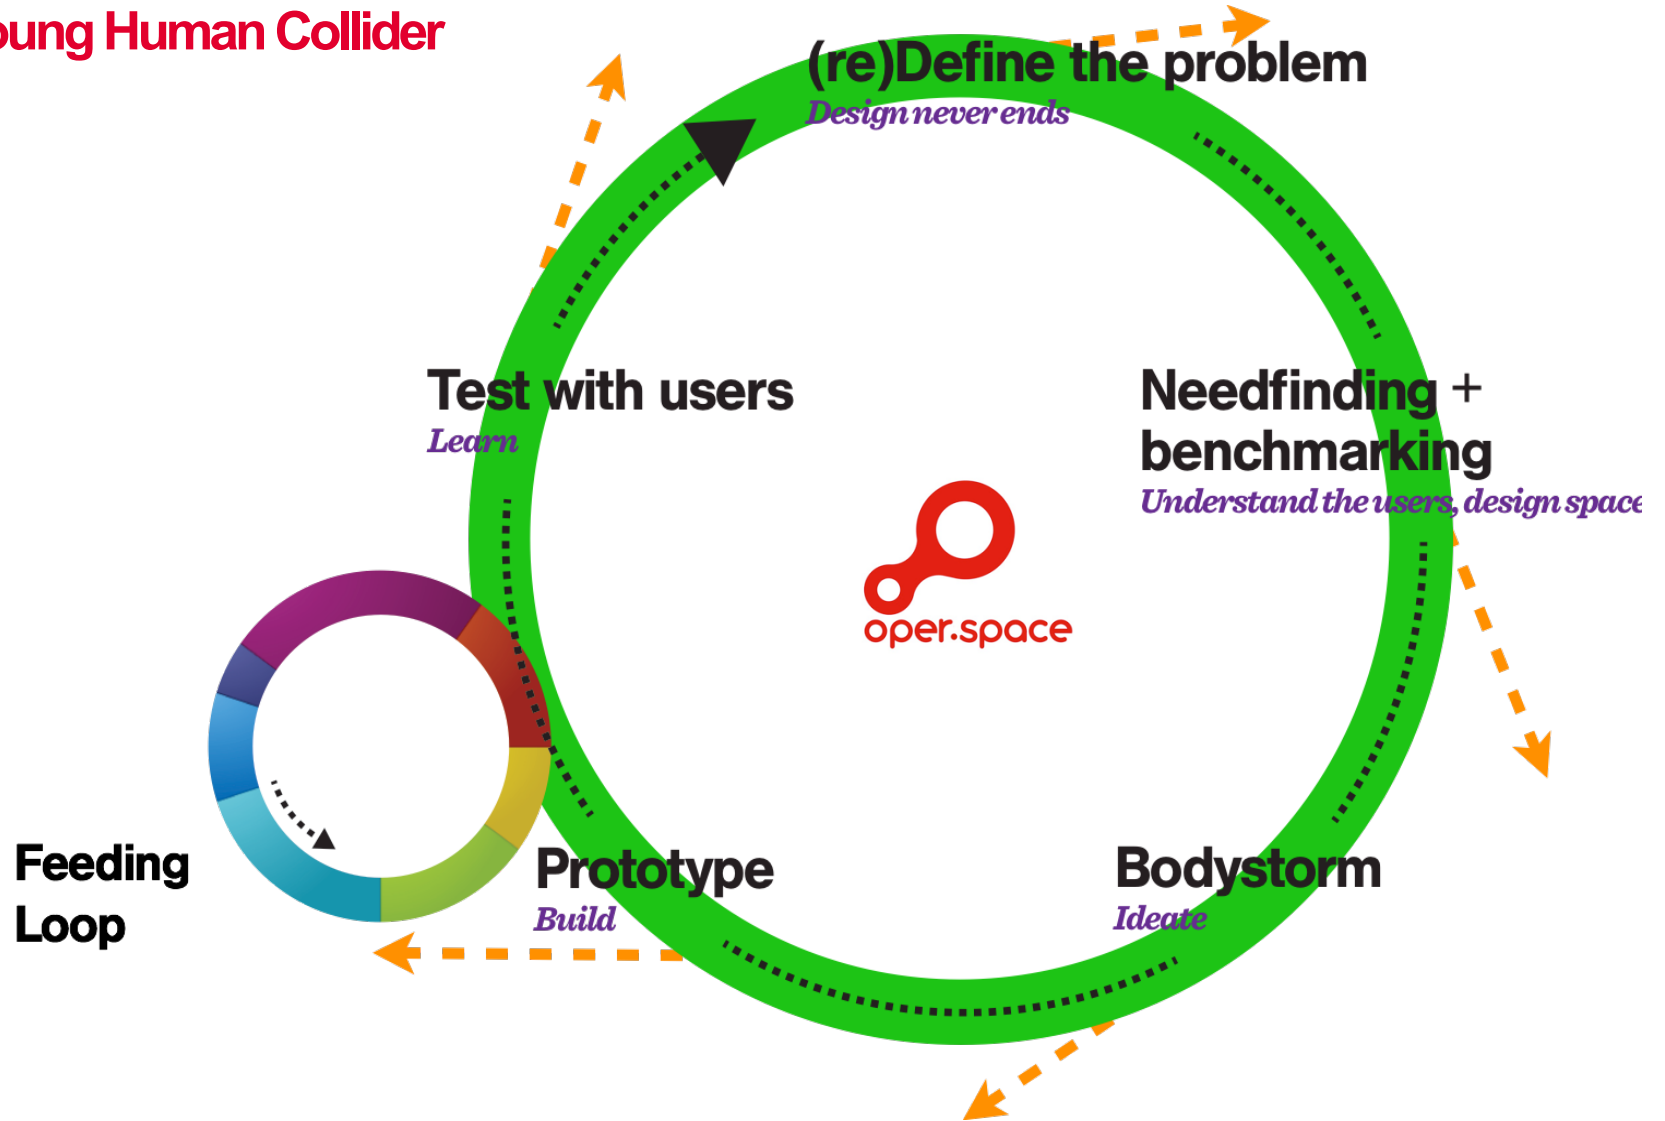 oung Human Collider
(re)Define the problem
Design never ends
Test with users
Learn
Needfinding +
benchmarking
Understand the users, design space
oper.space
Feeding
Loop
Prototype
Build
Bodystorm
Ideate